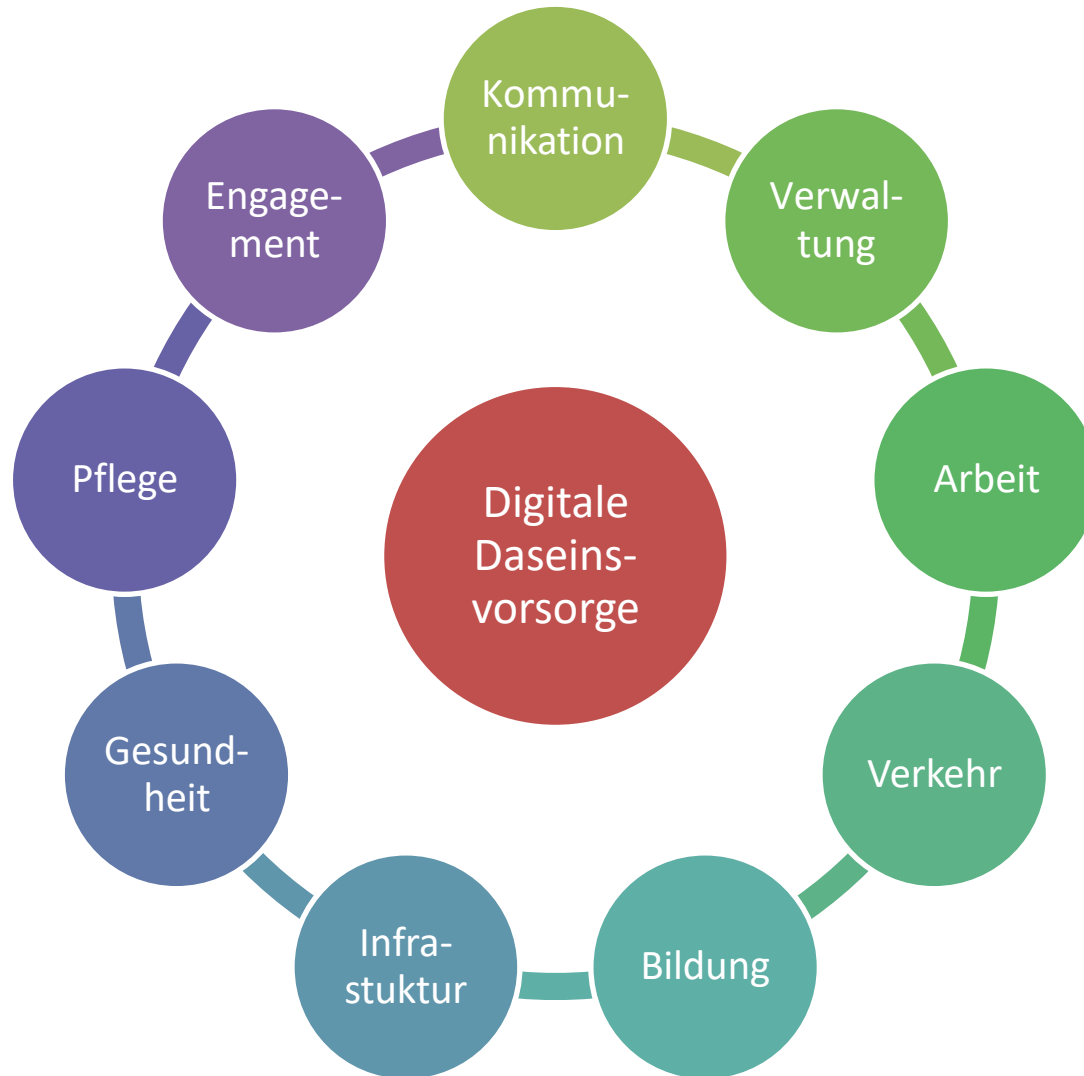 Kommu-
nikation
Verwal-
tung
Arbeit
Verkehr
Bildung
Infra-
stuktur
Gesund-
heit
Pflege
Engage-
ment
Digitale
Daseins-
vorsorge